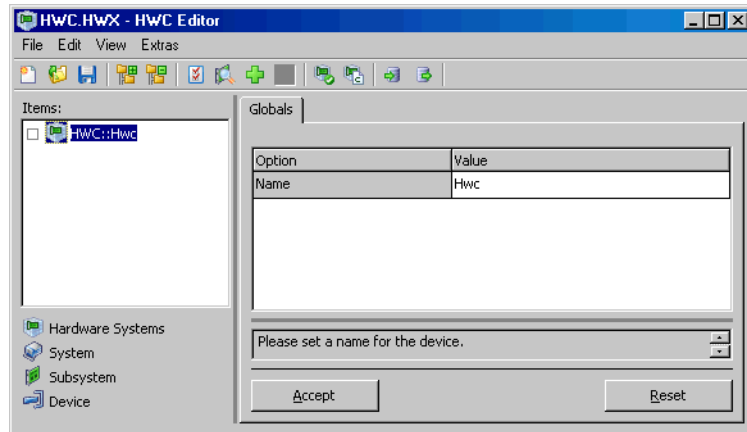 HWC.HWX - HWC Editor
File Edit View Extras
Items:
HWC::Hwc
Globals
Option Value
Name Hwc
Please set a name for the device.
Hardware Systems
System
Subsystem
Device
Accept Reset